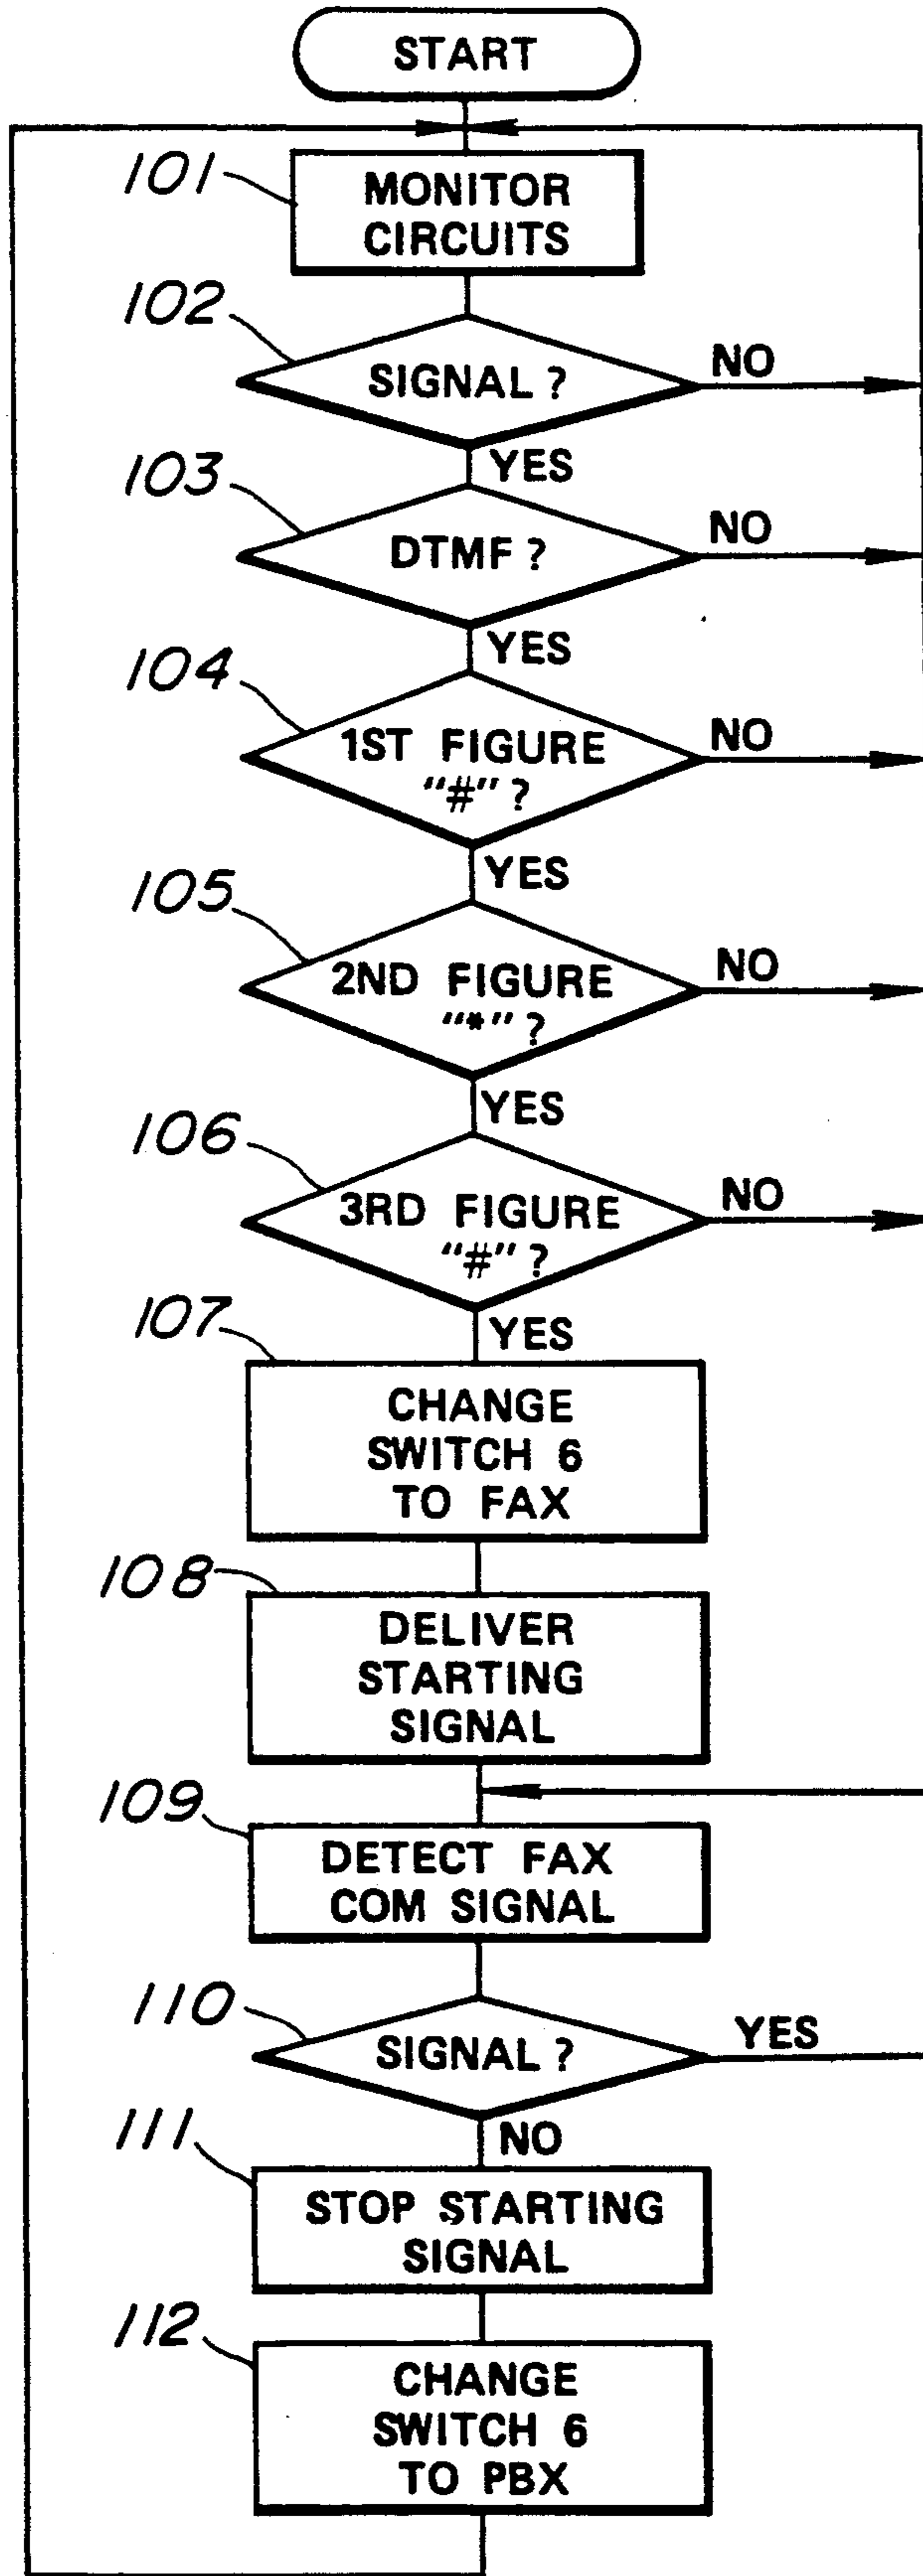 START
101
MONITOR
CIRCUITS
102
SIGNAL ?
NO
YES
103
DTMF ?
NO
YES
104
1ST FIGURE
"#" ?
NO
YES
105
2ND FIGURE
"*" ?
NO
YES
106
3RD FIGURE
"#" ?
NO
YES
107
CHANGE
SWITCH 6
TO FAX
108
DELIVER
STARTING
SIGNAL
109
DETECT FAX
COM SIGNAL
110
SIGNAL ?
YES
NO
111
STOP STARTING
SIGNAL
112
CHANGE
SWITCH 6
TO PBX